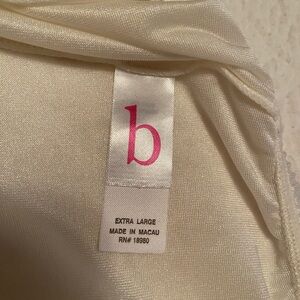 b
EXTRA LARGE
MADE IN MACAU
RN# 18980